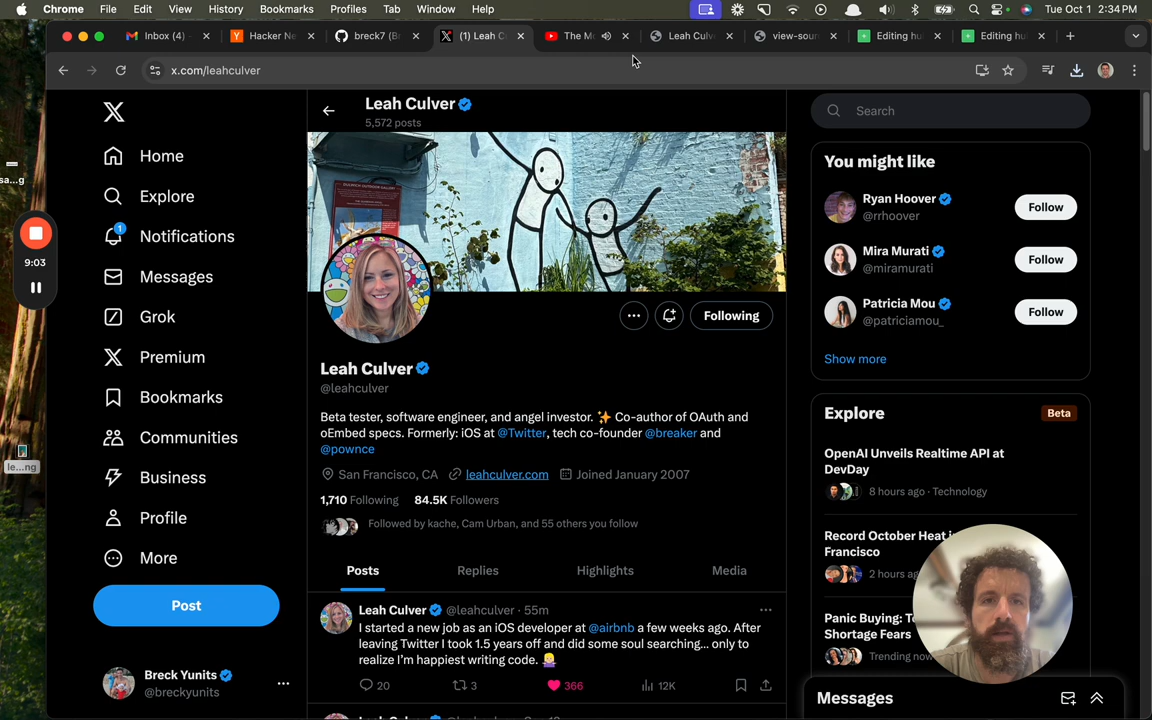 Chrome File Edit View History Bookmarks Profiles Tab Window Help Tue Oct 1 2:34 PM
Inbox (4) Hacker Ne breck7 (Br (1) Leah C The M Leah Culv view-sour Editing hu Editing hu
x.com/leahculver
9:03
Home
Explore
1
Notifications
Messages
Grok
Premium
Bookmarks
Communities
Business
Profile
More
Post
Breck Yunits
@breckyunits
Leah Culver
5,572 posts
Following
Leah Culver
@leahculver
Beta tester, software engineer, and angel investor. ✨ Co-author of OAuth and
oEmbed specs. Formerly: iOS at @Twitter, tech co-founder @breaker and
@pownce
San Francisco, CA leahculver.com Joined January 2007
1,710 Following 84.5K Followers
Followed by kache, Cam Urban, and 55 others you follow
Posts Replies Highlights Media
Leah Culver @leahculver · 55m
I started a new job as an iOS developer at @airbnb a few weeks ago. After
leaving Twitter I took 1.5 years off and did some soul searching... only to
realize I'm happiest writing code. 🤷🏼‍♀️
20 3 366 12K
Search
You might like
Ryan Hoover
@rrhoover
Follow
Mira Murati
@miramurati
Follow
Patricia Mou
@patriciamou_
Follow
Show more
Explore Beta
OpenAI Unveils Realtime API at
DevDay
8 hours ago · Technology
Record October Heat i
Francisco
2 hours ag
Panic Buying: T
Shortage Fears
Trending now
Messages
sa...g
le...ng